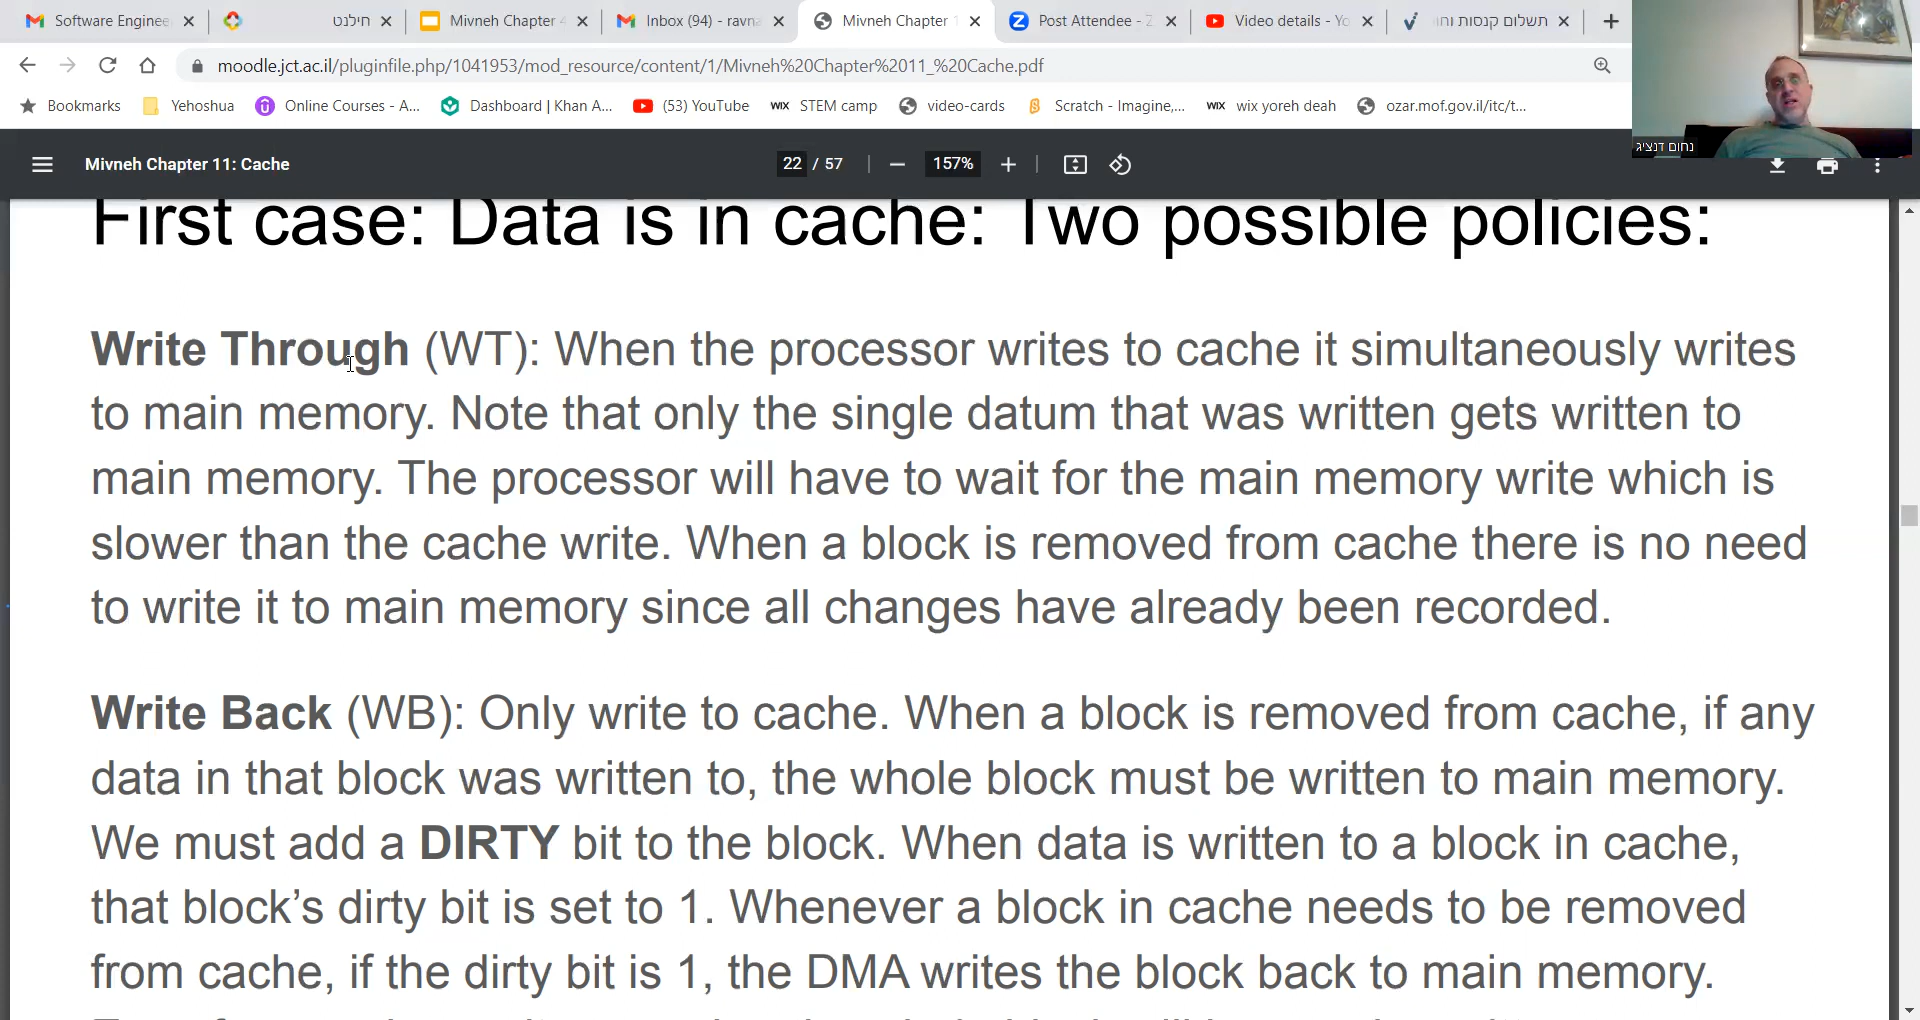 Software Enginee
חילנט
Mivneh Chapter 4
Inbox (94) - ravna
Mivneh Chapter 1
Post Attendee - Z
Video details - Yo
תשלום קנסות וחו
moodle.jct.ac.il/pluginfile.php/1041953/mod_resource/content/1/Mivneh%20Chapter%2011_%20Cache.pdf
Bookmarks
Yehoshua
Online Courses - A...
Dashboard | Khan A...
(53) YouTube
WIX STEM camp
video-cards
Scratch - Imagine,...
WIX wix yoreh deah
ozar.mof.gov.il/itc/t...
נחום דנציג
Mivneh Chapter 11: Cache
22 / 57
157%
First case: Data is in cache: Two possible policies:
Write Through (WT): When the processor writes to cache it simultaneously writes
to main memory. Note that only the single datum that was written gets written to
main memory. The processor will have to wait for the main memory write which is
slower than the cache write. When a block is removed from cache there is no need
to write it to main memory since all changes have already been recorded.
Write Back (WB): Only write to cache. When a block is removed from cache, if any
data in that block was written to, the whole block must be written to main memory.
We must add a DIRTY bit to the block. When data is written to a block in cache,
that block’s dirty bit is set to 1. Whenever a block in cache needs to be removed
from cache, if the dirty bit is 1, the DMA writes the block back to main memory.